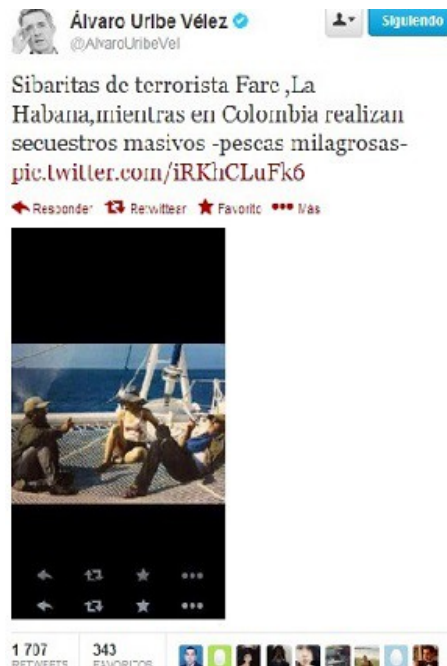 Álvaro Uribe Vélez
Siguiendo
@AlvaroUribeVel
Sibaritas de terrorista Farc ,La
Habana,mientras en Colombia realizan
secuestros masivos -pescas milagrosas-
pic.twitter.com/iRKhCLuFk6
Responder Retwittear Favorito Más
1 707 343
RETWEETS FAVORITOS